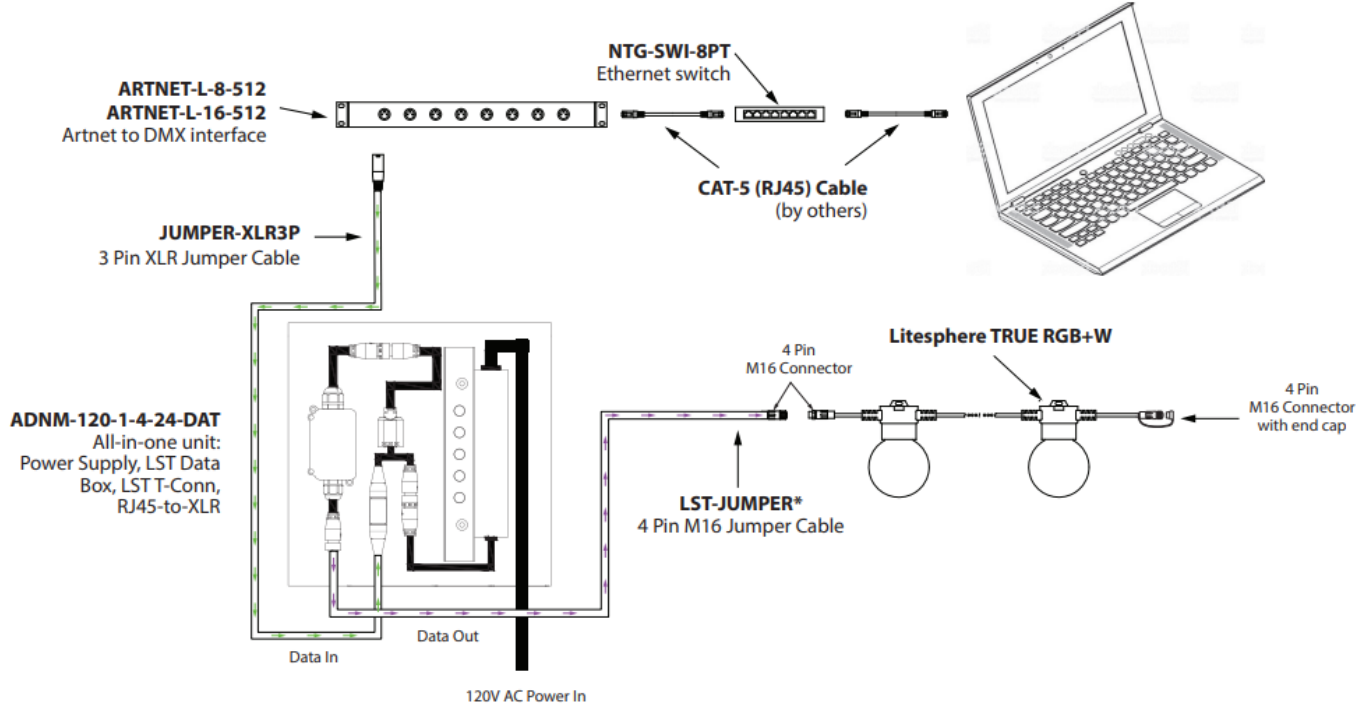 NTG-SWI-8PT
Ethernet switch
ARTNET-L-8-512
ARTNET-L-16-512
Artnet to DMX interface
CAT-5 (RJ45) Cable
(by others)
JUMPER-XLR3P
3 Pin XLR Jumper Cable
Litesphere TRUE RGB+W
4 Pin
M16 Connector
4 Pin
M16 Connector
with end cap
ADNM-120-1-4-24-DAT
All-in-one unit:
Power Supply, LST Data
Box, LST T-Conn,
RJ45-to-XLR
LST-JUMPER*
4 Pin M16 Jumper Cable
Data Out
Data In
120V AC Power In